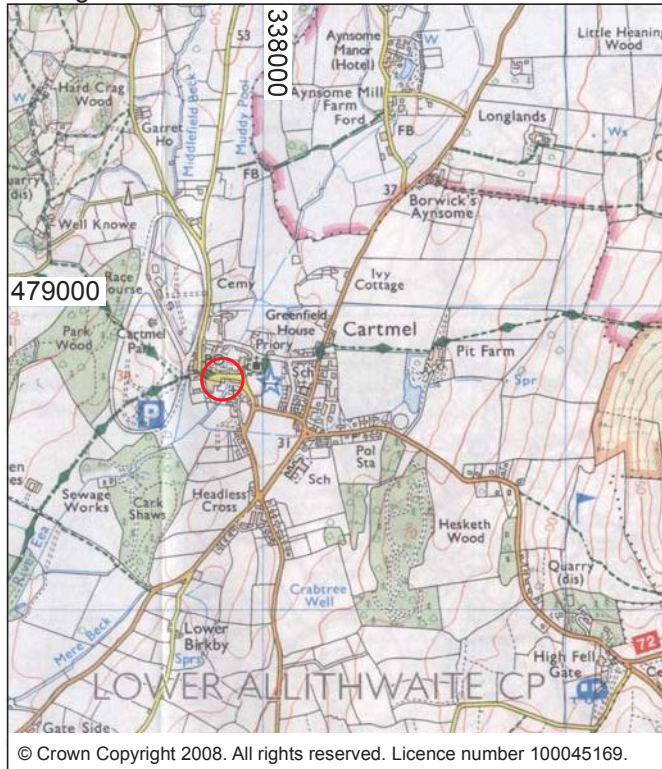 338000
53
Aynsome
Manor
(Hotel)
W
Little Heaning
Wood
Hard Crag
Wood
Garret
Ho
Middlefield Beck
Muddy Pool
FB
Aynsome Mill
Farm
Ford
FB
Longlands
Ws
W
(dis)
37
Borwick's
Aynsome
Well Knowe
479000
Race
Course
Cemy
Ivy
Cottage
Park
Wood
Cartmel
Park
Greenfield
House
Priory
Cartmel
Sch
Pit Farm
Spr
P
31
Pol
Sta
Sewage
Works
Cark
Shaws
Headless
Cross
Sch
Hesketh
Wood
River Eea
Quarry
(dis)
Crabtree
Well
Mere Beck
Lower
Birkby
Sprs
72
High Fell
Gate
LOWER ALLITHWAITE CP
Gate Side
© Crown Copyright 2008. All rights reserved. Licence number 100045169.